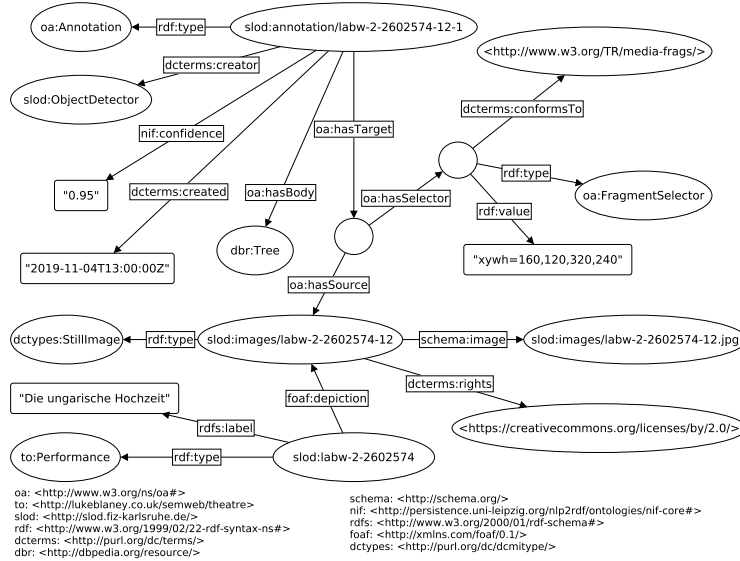 oa:Annotation
rdf:type
slod:annotation/labw-2-2602574-12-1
<http://www.w3.org/TR/media-frags/>
dcterms:creator
slod:ObjectDetector
dcterms:conformsTo
nif:confidence
oa:hasTarget
rdf:type
"0.95"
dcterms:created
oa:hasBody
oa:hasSelector
oa:FragmentSelector
rdf:value
dbr:Tree
"2019-11-04T13:00:00Z"
"xywh=160,120,320,240"
oa:hasSource
dctypes:StillImage
rdf:type
slod:images/labw-2-2602574-12
schema:image
slod:images/labw-2-2602574-12.jpg
dcterms:rights
"Die ungarische Hochzeit"
foaf:depiction
rdfs:label
<https://creativecommons.org/licenses/by/2.0/>
to:Performance
rdf:type
slod:labw-2-2602574
oa: <http://www.w3.org/ns/oa#>
to: <http://lukeblaney.co.uk/semweb/theatre>
slod: <http://slod.fiz-karlsruhe.de/>
rdf: <http://www.w3.org/1999/02/22-rdf-syntax-ns#>
dcterms: <http://purl.org/dc/terms/>
dbr: <http://dbpedia.org/resource/>
schema: <http://schema.org/>
nif: <http://persistence.uni-leipzig.org/nlp2rdf/ontologies/nif-core#>
rdfs: <http://www.w3.org/2000/01/rdf-schema#>
foaf: <http://xmlns.com/foaf/0.1/>
dctypes: <http://purl.org/dc/dcmitype/>